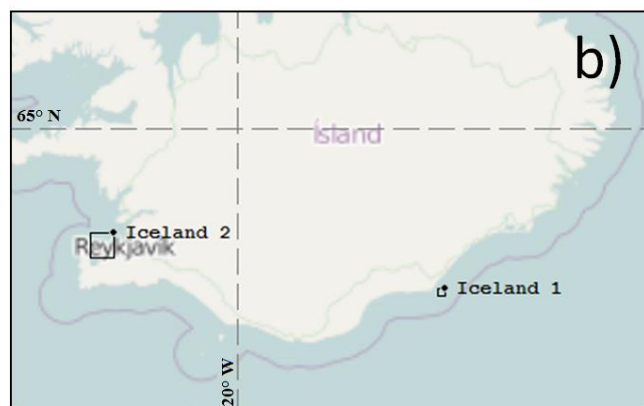 b)
65° N
Ísland
Iceland 2
Reykjavík
Iceland 1
20° W